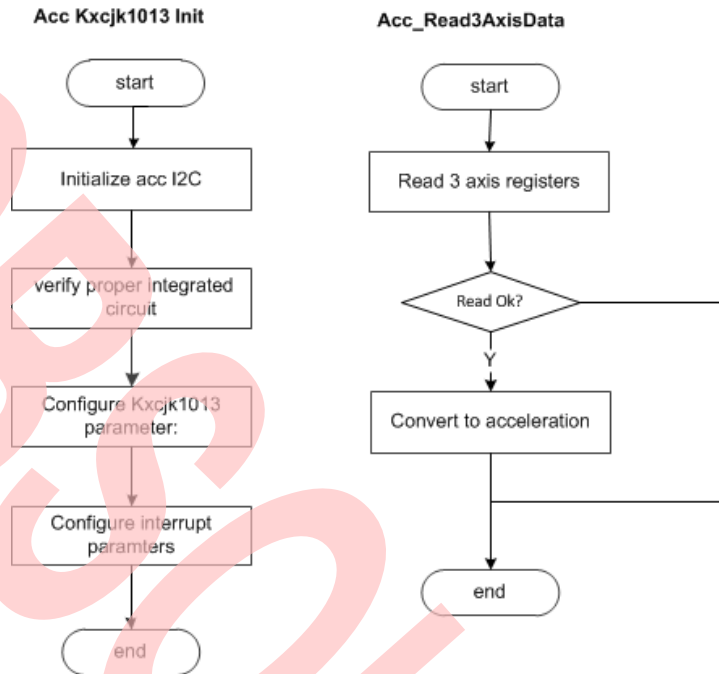 Acc Kxcjk1013 Init
start
Initialize acc I2C
verify proper integrated
circuit
Configure Kxcjk1013
parameter:
Configure interrupt
paramters
end
Acc_Read3AxisData
start
Read 3 axis registers
Read Ok?
Y
Convert to acceleration
end